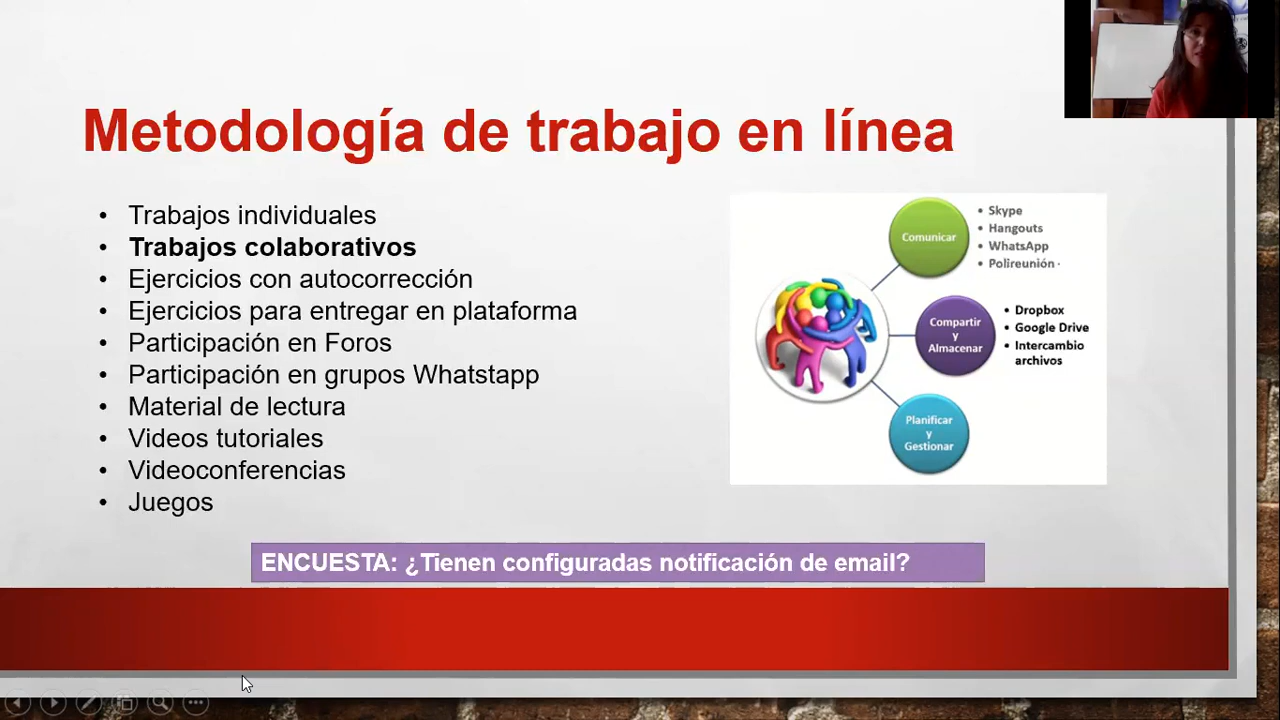 Metodología de trabajo en línea
• Trabajos individuales
• Trabajos colaborativos
• Ejercicios con autocorrección
• Ejercicios para entregar en plataforma
• Participación en Foros
• Participación en grupos Whatstapp
• Material de lectura
• Videos tutoriales
• Videoconferencias
• Juegos
Comunicar
• Skype
• Hangouts
• WhatsApp
• Polireunión
Compartir
y
Almacenar
• Dropbox
• Google Drive
• Intercambio
archivos
Planificar
y
Gestionar
ENCUESTA: ¿Tienen configuradas notificación de email?